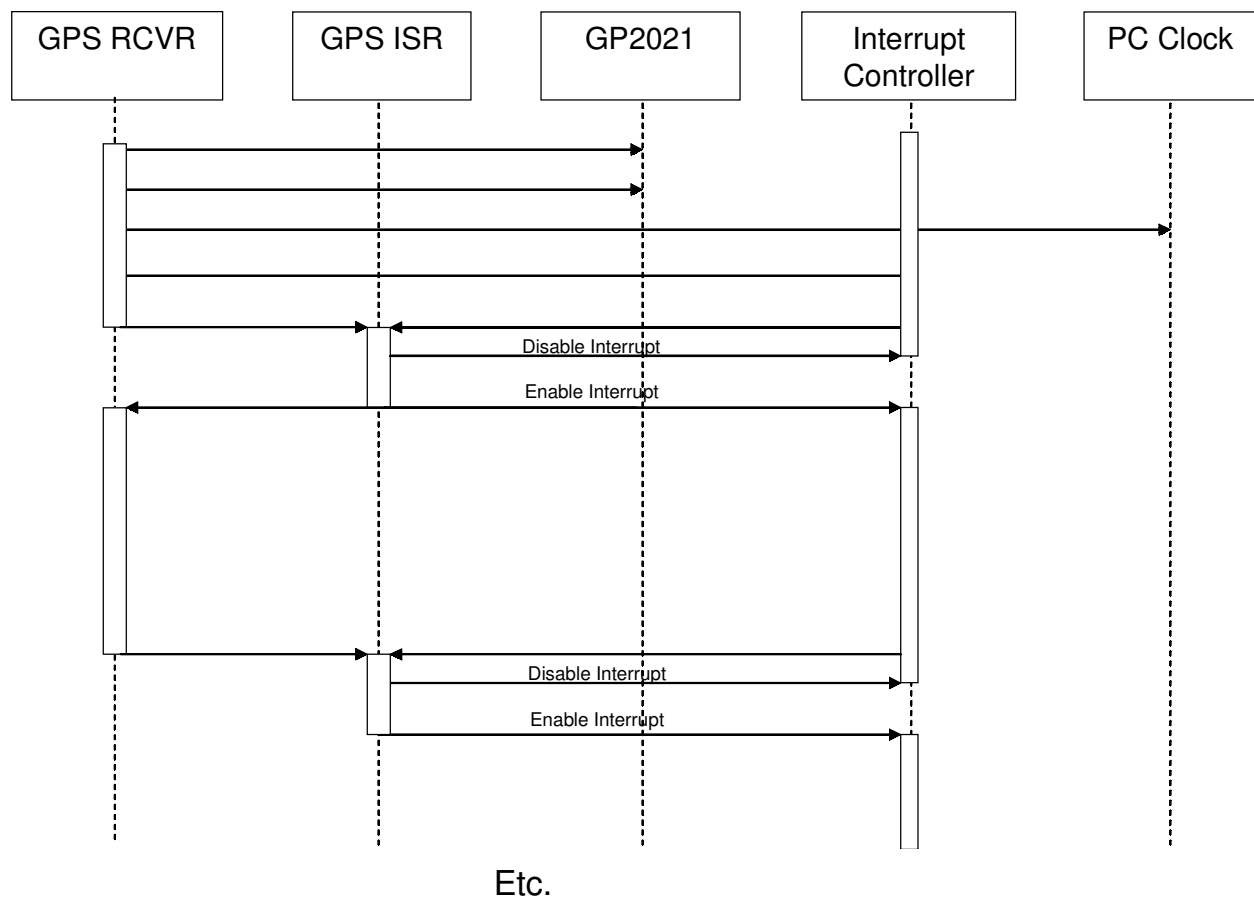 GPS RCVR
GPS ISR
GP2021
Interrupt
Controller
PC Clock
Disable Interrupt
Enable Interrupt
Disable Interrupt
Enable Interrupt
Etc.